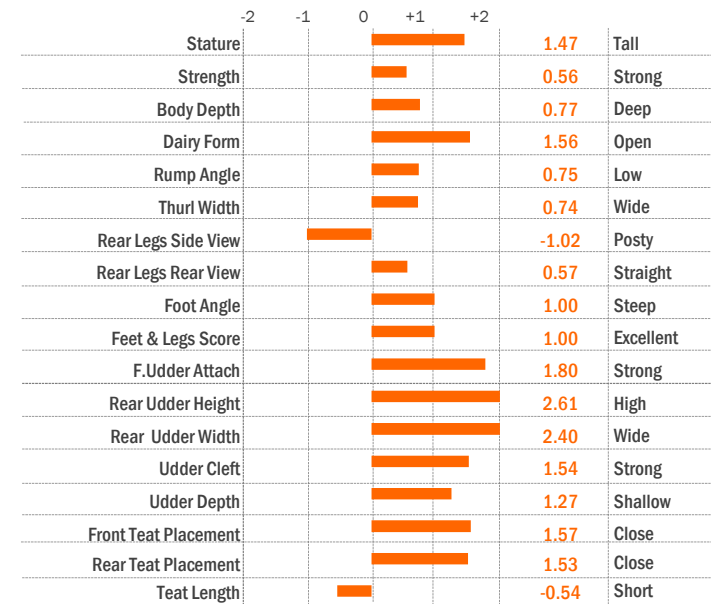 -2 -1 0 +1 +2
Stature 1.47 Tall
Strength 0.56 Strong
Body Depth 0.77 Deep
Dairy Form 1.56 Open
Rump Angle 0.75 Low
Thurl Width 0.74 Wide
Rear Legs Side View -1.02 Posty
Rear Legs Rear View 0.57 Straight
Foot Angle 1.00 Steep
Feet & Legs Score 1.00 Excellent
F.Udder Attach 1.80 Strong
Rear Udder Height 2.61 High
Rear Udder Width 2.40 Wide
Udder Cleft 1.54 Strong
Udder Depth 1.27 Shallow
Front Teat Placement 1.57 Close
Rear Teat Placement 1.53 Close
Teat Length -0.54 Short